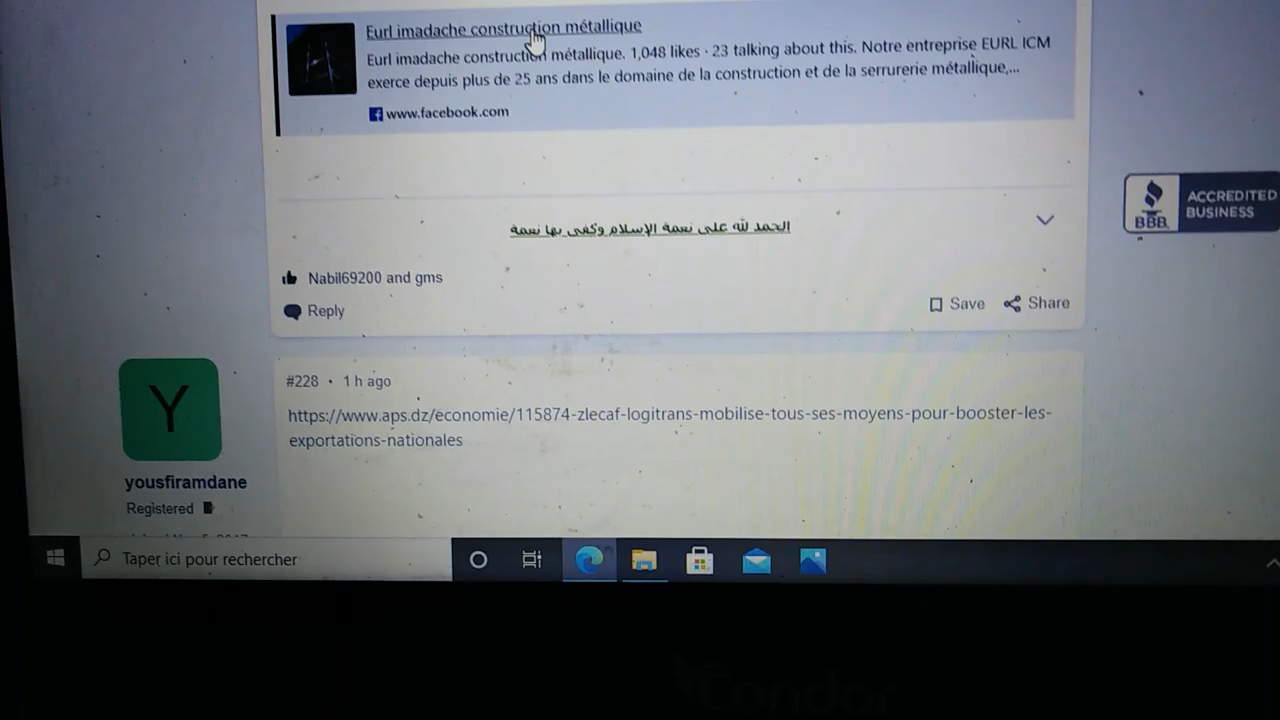 Eurl imadache construction métallique
Eurl imadache construction métallique. 1,048 likes · 23 talking about this. Notre entreprise EURL ICM
exerce depuis plus de 25 ans dans le domaine de la construction et de la serrurerie métallique,...
www.facebook.com
ACCREDITED
BUSINESS
BBB
الحمد لله على نعمة الإسلام وكفى بها نعمة
Nabil69200 and gms
Reply
Save
Share
#228 • 1 h ago
Y
https://www.aps.dz/economie/115874-zlecaf-logitrans-mobilise-tous-ses-moyens-pour-booster-les-
exportations-nationales
yousfiramdane
Registered
Taper ici pour rechercher
Condor